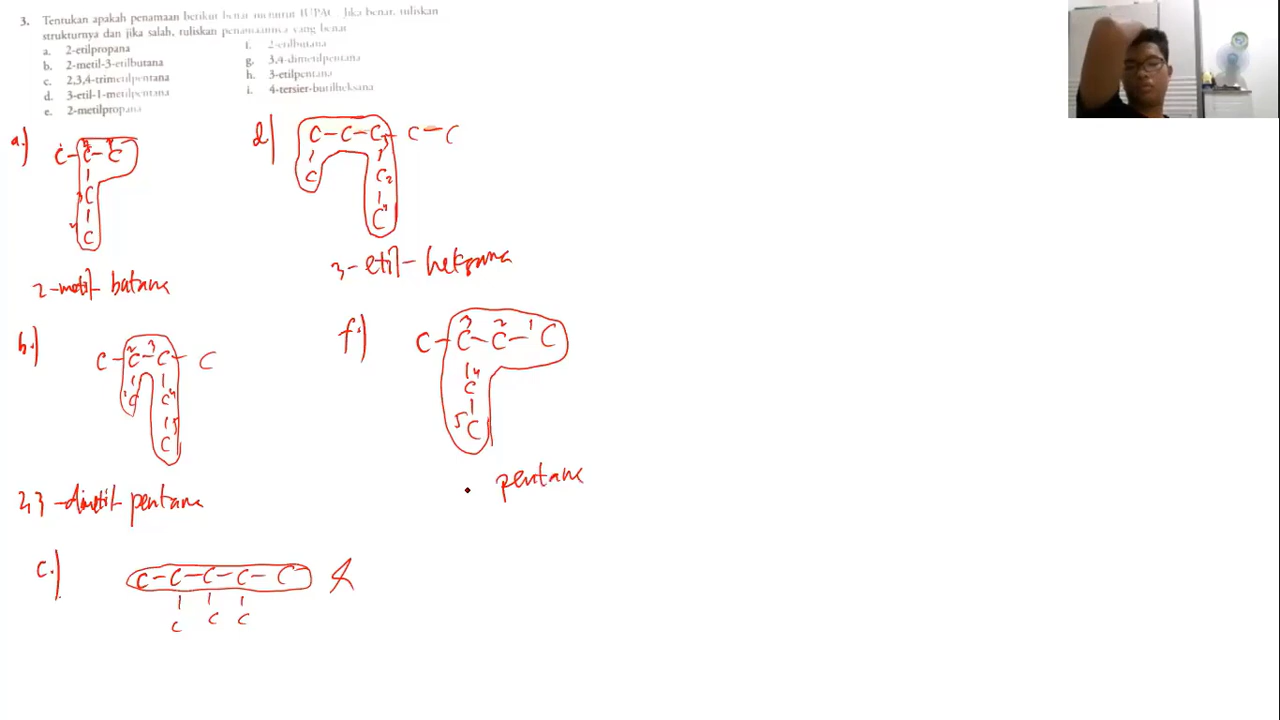 3. Tentukan apakah penamaan berikut benar menurut IUPAC. Jika benar, tuliskan
strukturnya dan jika salah, tuliskan penamaannya yang benar
a. 2-etilpropana
b. 2-metil-3-etilbutana
c. 2,3,4-trimetilpentana
d. 3-etil-1-metilpentana
e. 2-metilpropana
f. 2-etilbutana
g. 3,4-dimetilpentana
h. 3-etilpentana
i. 4-tersier-butilheksana
a.)
C - C - C
C
C
2-metil-butana
d)
C - C - C - C - C
C C2
C4
3-etil-heksana
b.)
C - C - C - C
C C
C
2,3-dimetil pentana
f.)
C - C - C - C
C
C
pentana
c.)
C - C - C - C - C
C C C